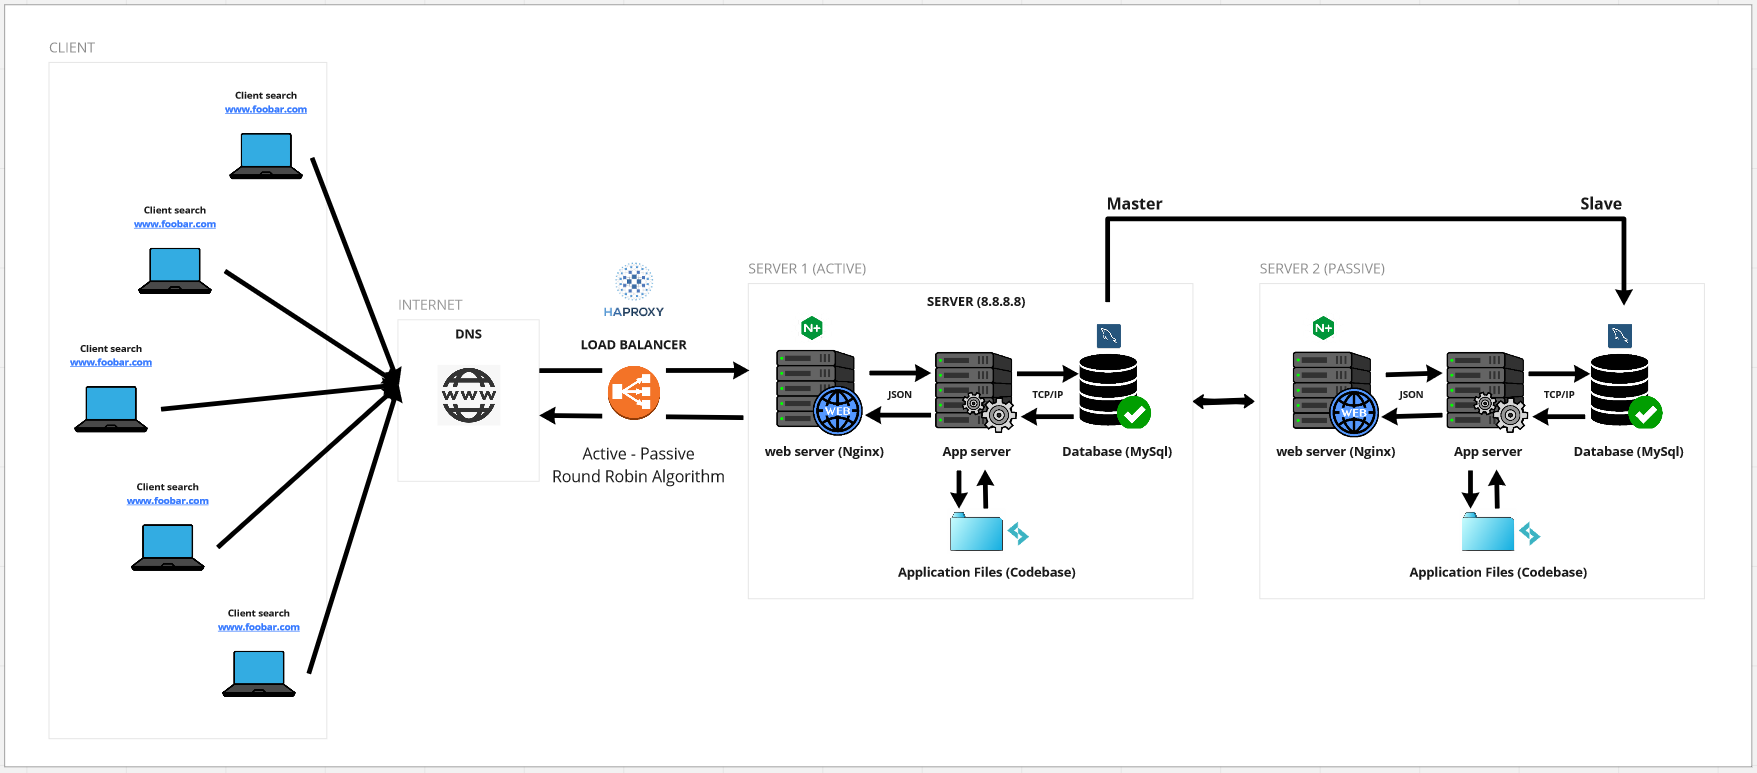 CLIENT
Client search
www.foobar.com
Client search
www.foobar.com
Client search
www.foobar.com
Client search
www.foobar.com
Client search
www.foobar.com
INTERNET
DNS
WWW
HAPROXY
LOAD BALANCER
Active - Passive
Round Robin Algorithm
Master
Slave
SERVER 1 (ACTIVE)
SERVER (8.8.8.8)
N+
WEB
JSON
TCP/IP
web server (Nginx)
App server
Database (MySql)
Application Files (Codebase)
SERVER 2 (PASSIVE)
N+
WEB
JSON
TCP/IP
web server (Nginx)
App server
Database (MySql)
Application Files (Codebase)